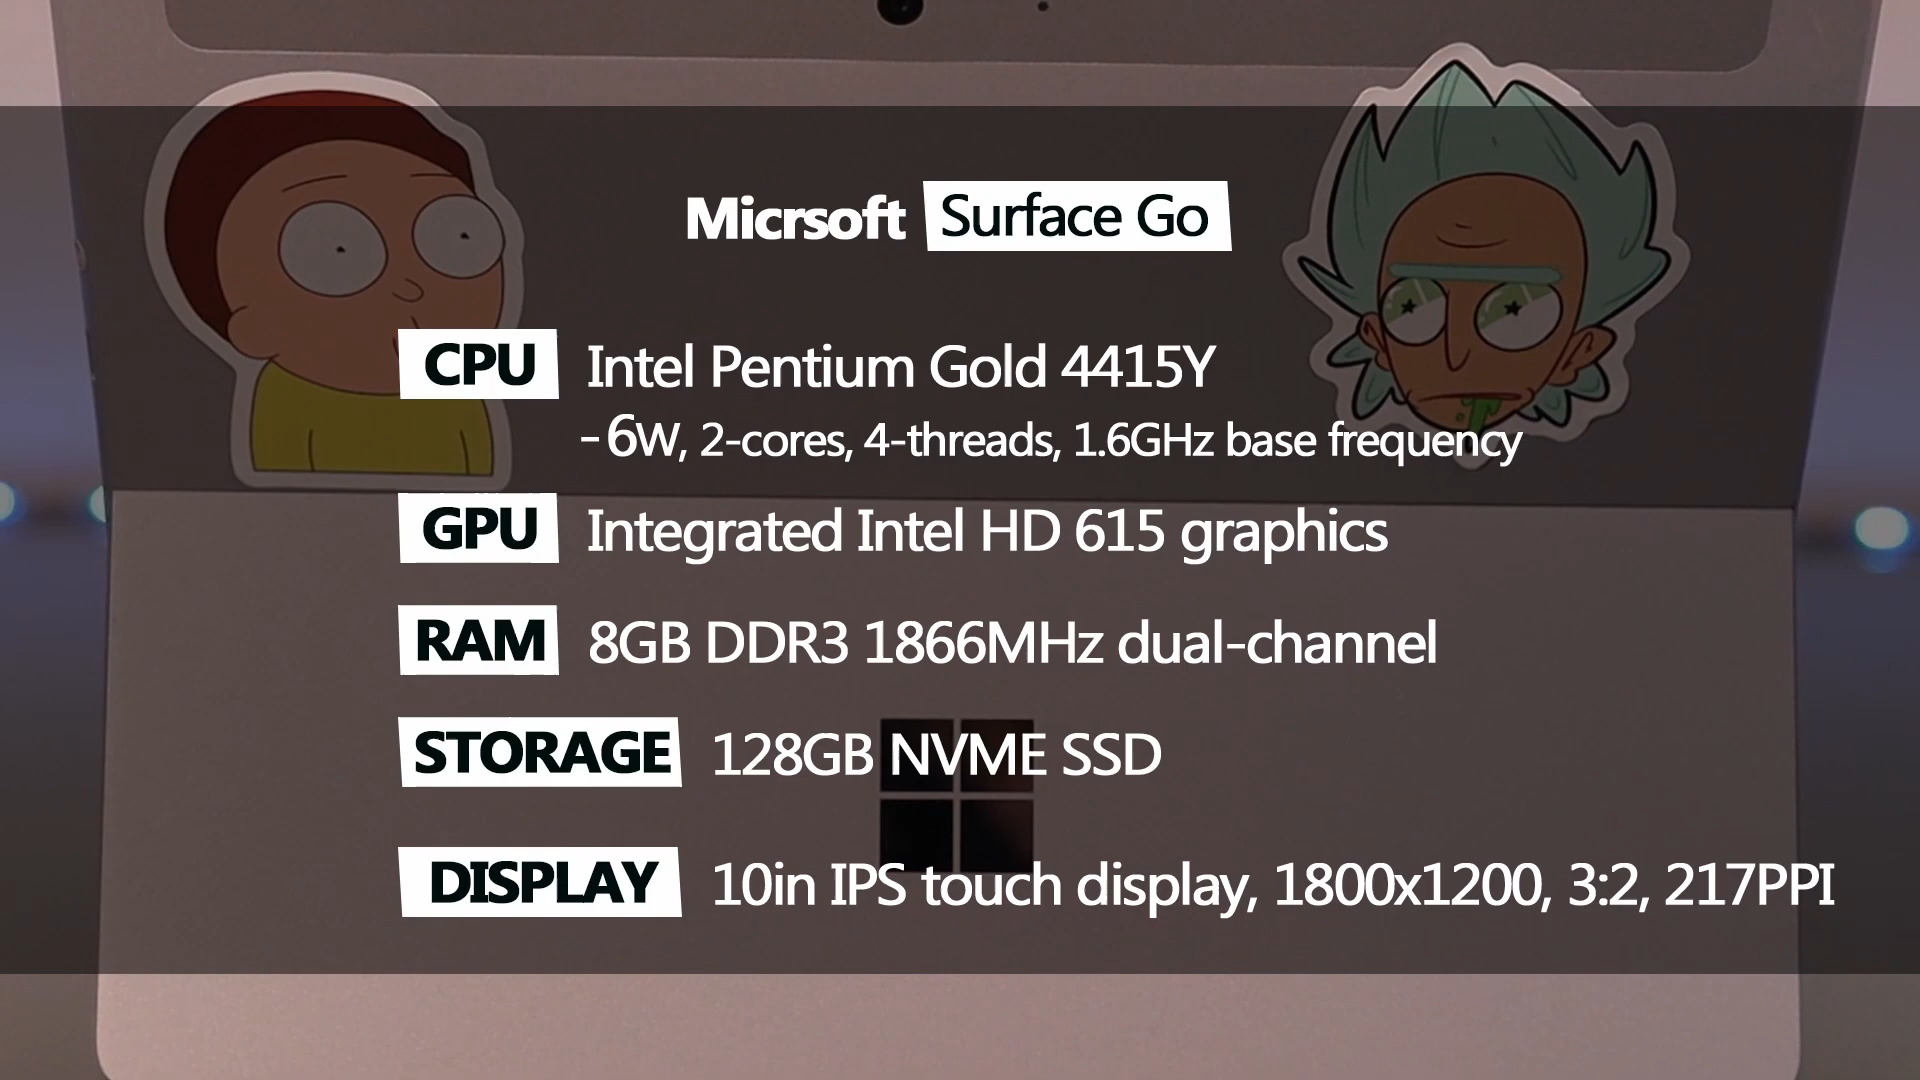 Micrsoft Surface Go
CPU Intel Pentium Gold 4415Y
-6W, 2-cores, 4-threads, 1.6GHz base frequency
GPU Integrated Intel HD 615 graphics
RAM 8GB DDR3 1866MHz dual-channel
STORAGE 128GB NVME SSD
DISPLAY 10in IPS touch display, 1800x1200, 3:2, 217PPI